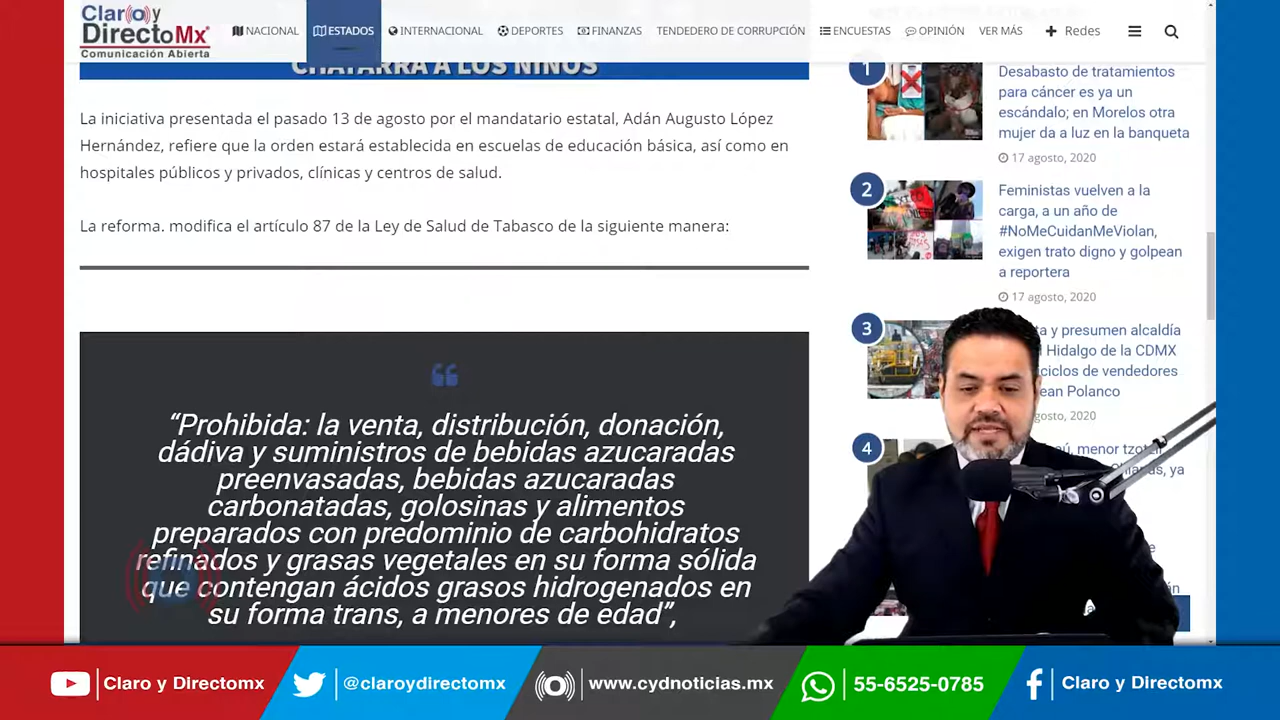 Claro y
DirectoMx
Comunicación Abierta
NACIONAL
ESTADOS
INTERNACIONAL
DEPORTES
FINANZAS
TENDEDERO DE CORRUPCIÓN
ENCUESTAS
OPINIÓN
VER MÁS
Redes
CHATARRA A LOS NIÑOS
La iniciativa presentada el pasado 13 de agosto por el mandatario estatal, Adán Augusto López
Hernández, refiere que la orden estará establecida en escuelas de educación básica, así como en
hospitales públicos y privados, clínicas y centros de salud.
La reforma. modifica el artículo 87 de la Ley de Salud de Tabasco de la siguiente manera:
“Prohibida: la venta, distribución, donación,
dádiva y suministros de bebidas azucaradas
preenvasadas, bebidas azucaradas
carbonatadas, golosinas y alimentos
preparados con predominio de carbohidratos
refinados y grasas vegetales en su forma sólida
que contengan ácidos grasos hidrogenados en
su forma trans, a menores de edad”,
1
Desabasto de tratamientos
para cáncer es ya un
escándalo; en Morelos otra
mujer da a luz en la banqueta
17 agosto, 2020
2
Feministas vuelven a la
carga, a un año de
#NoMeCuidanMeViolan,
exigen trato digno y golpean
a reportera
17 agosto, 2020
3
y presumen alcaldía
Hidalgo de la CDMX
de vendedores
Polanco
agosto, 2020
4
menor
ya
Claro y Directomx
@claroydirectomx
www.cydnoticias.mx
55-6525-0785
Claro y Directomx